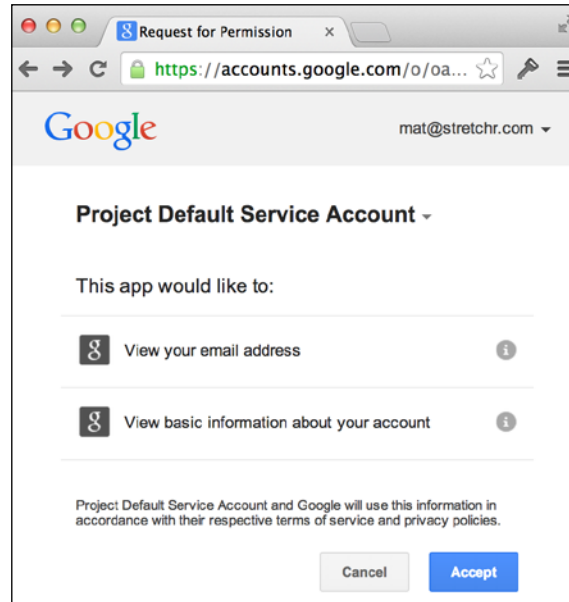 Request for Permission
https://accounts.google.com/o/oa...
Google
mat@stretchr.com
Project Default Service Account
This app would like to:
g View your email address i
g View basic information about your account i
Project Default Service Account and Google will use this information in
accordance with their respective terms of service and privacy policies.
Cancel Accept